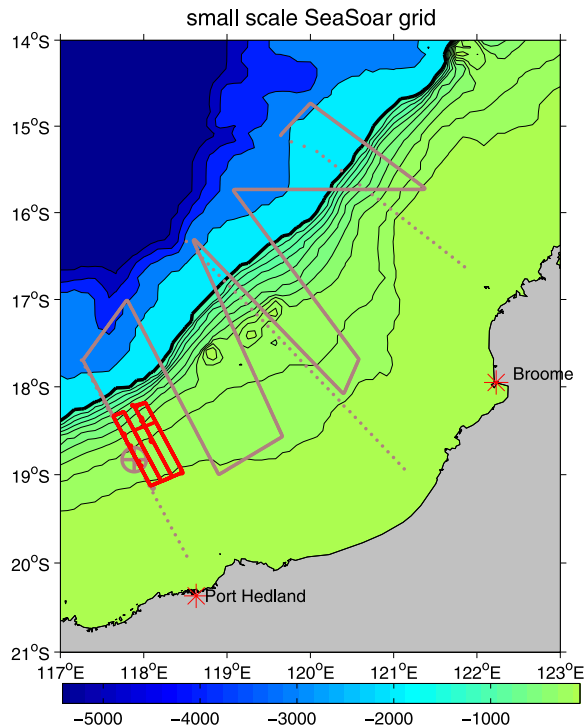 small scale SeaSoar grid
14°S
15°S
16°S
17°S
18°S
19°S
20°S
21°S
Broome
Port Hedland
117°E 118°E 119°E 120°E 121°E 122°E 123°E
−5000 −4000 −3000 −2000 −1000